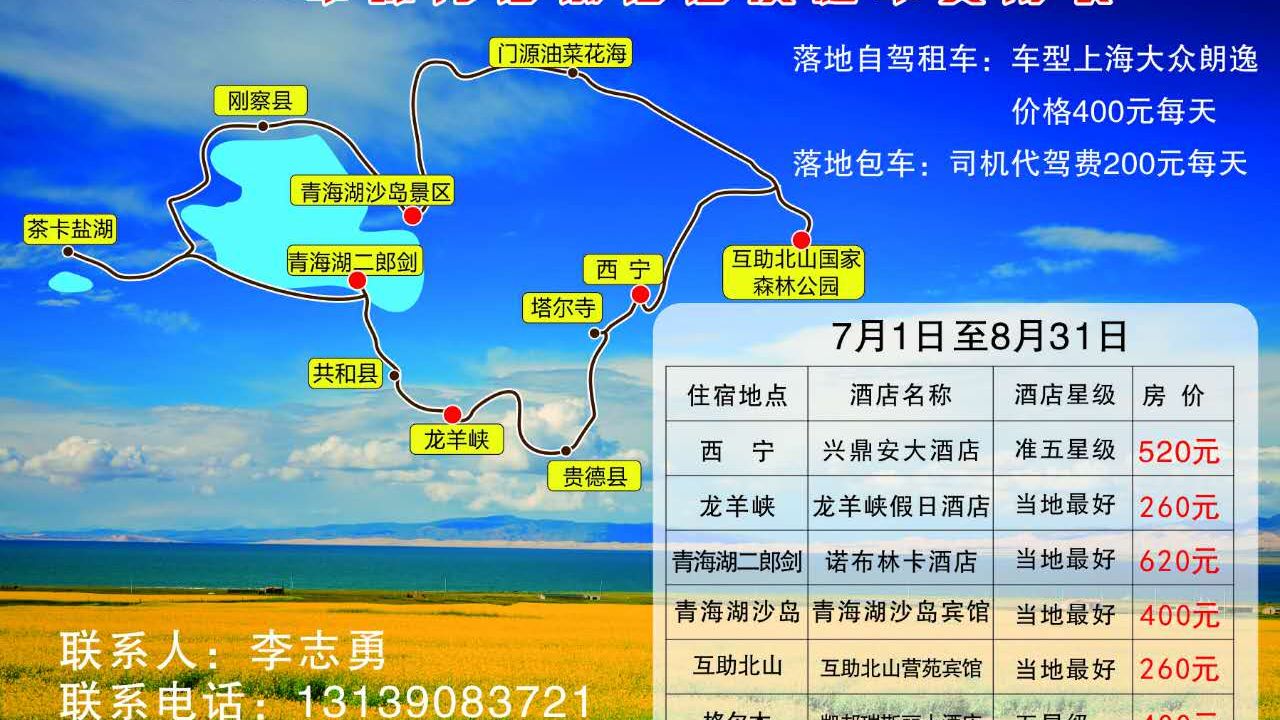 门源油菜花海
刚察县
青海湖沙岛景区
茶卡盐湖
青海湖二郎剑
西 宁
塔尔寺
互助北山国家
森林公园
共和县
龙羊峡
贵德县
落地自驾租车：车型上海大众朗逸
价格400元每天
落地包车：司机代驾费200元每天
7月1日至8月31日
住宿地点 酒店名称 酒店星级 房 价
西 宁 兴鼎安大酒店 准五星级 520元
龙羊峡 龙羊峡假日酒店 当地最好 260元
青海湖二郎剑 诺布林卡酒店 当地最好 620元
青海湖沙岛 青海湖沙岛宾馆 当地最好 400元
互助北山 互助北山营苑宾馆 当地最好 260元
联系人：李志勇
联系电话：13139083721